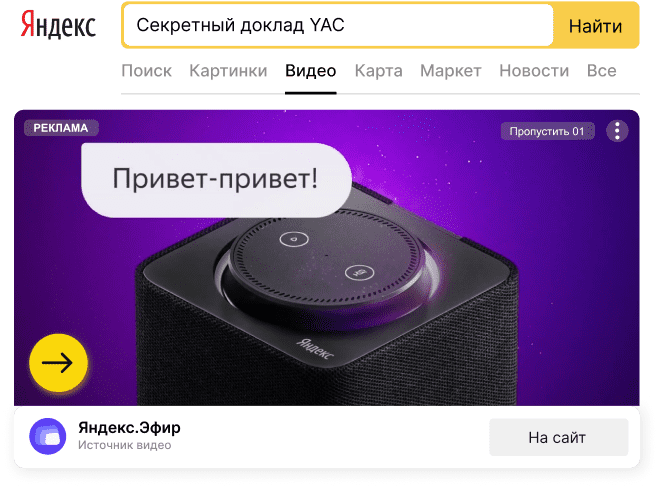 Яндекс
Секретный доклад YAC
Найти
Поиск Картинки Видео Карта Маркет Новости Все
РЕКЛАМА
Пропустить 01
Привет-привет!
Яндекс
Яндекс.Эфир
Источник видео
На сайт